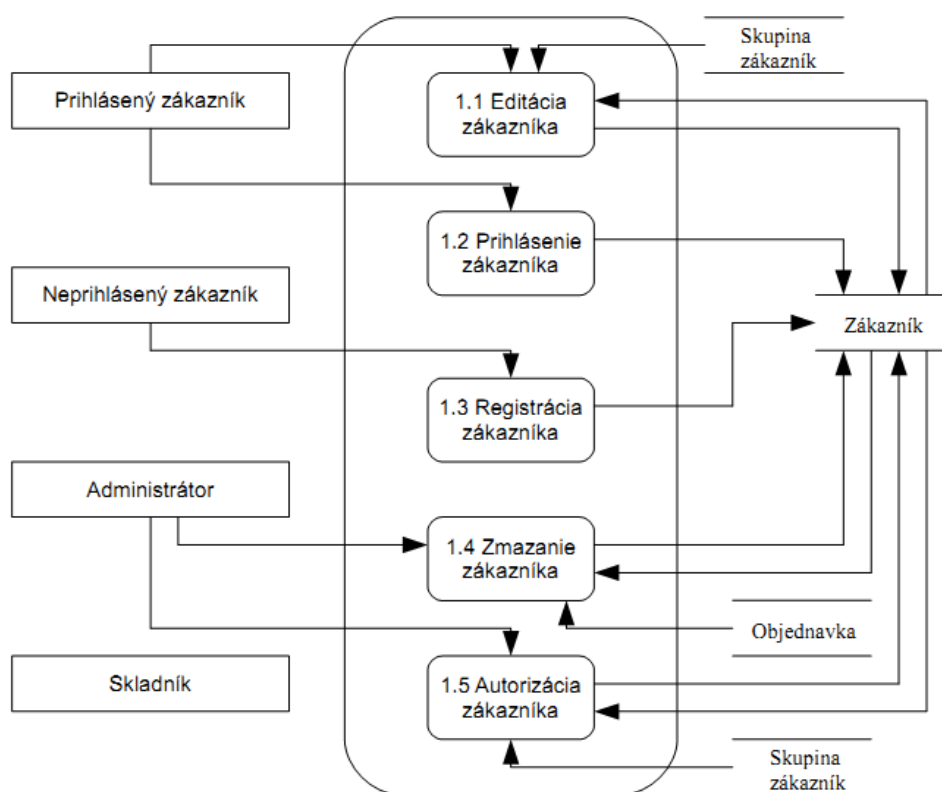 Skupina
zákazník
Prihlásený zákazník
1.1 Editácia
zákazníka
1.2 Prihlásenie
zákazníka
Neprihlásený zákazník
Zákazník
1.3 Registrácia
zákazníka
Administrátor
1.4 Zmazanie
zákazníka
Objednavka
Skladník
1.5 Autorizácia
zákazníka
Skupina
zákazník